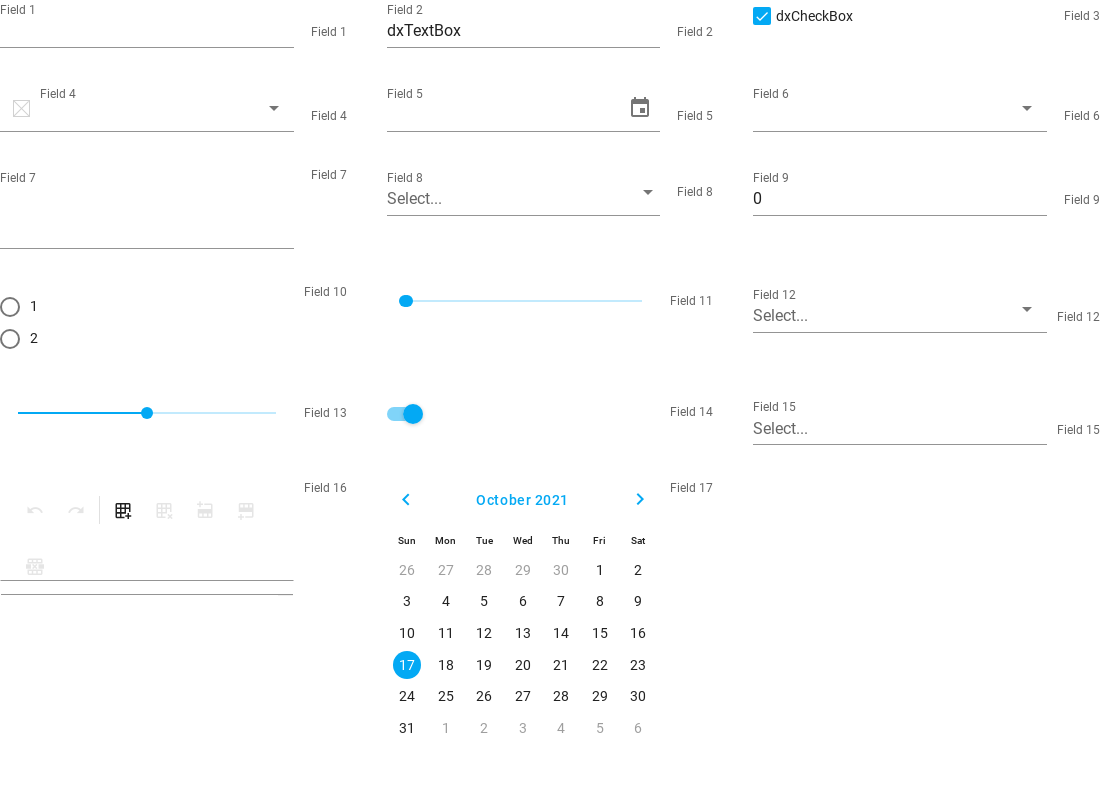 Field 1
Field 1
Field 2
dxTextBox
Field 2
dxCheckBox
Field 3
Field 4
Field 4
Field 5
Field 5
Field 6
Field 6
Field 7
Field 7
Field 8
Select...
Field 8
Field 9
0
Field 9
1
2
Field 10
Field 11
Field 12
Select...
Field 12
Field 13
Field 14
Field 15
Select...
Field 15
Field 16
October 2021
Field 17
Sun Mon Tue Wed Thu Fri Sat
26 27 28 29 30 1 2
3 4 5 6 7 8 9
10 11 12 13 14 15 16
17 18 19 20 21 22 23
24 25 26 27 28 29 30
31 1 2 3 4 5 6